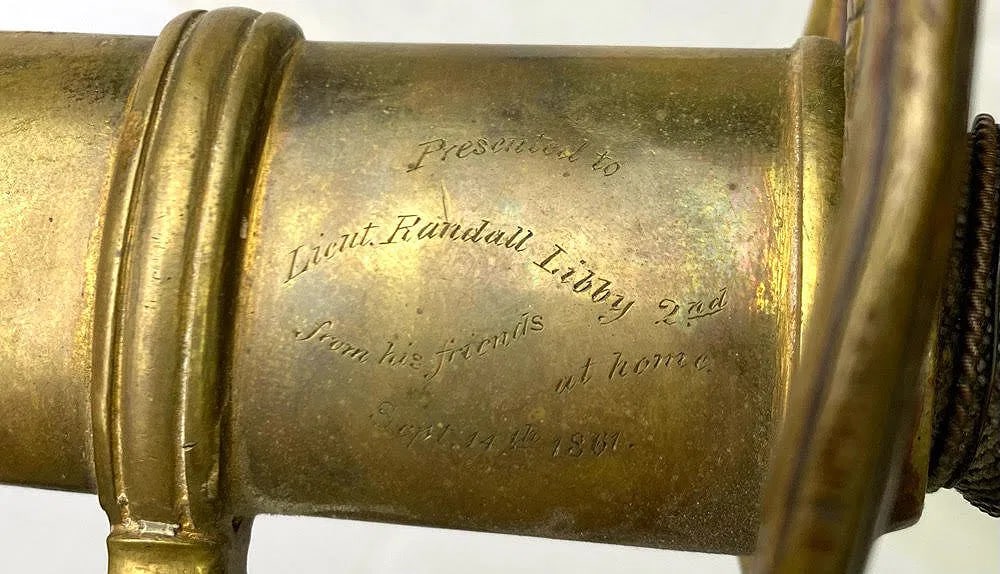 Presented to
Lieut. Randall Libby 2nd
from his friends
at home.
Sept. 14th 1861.